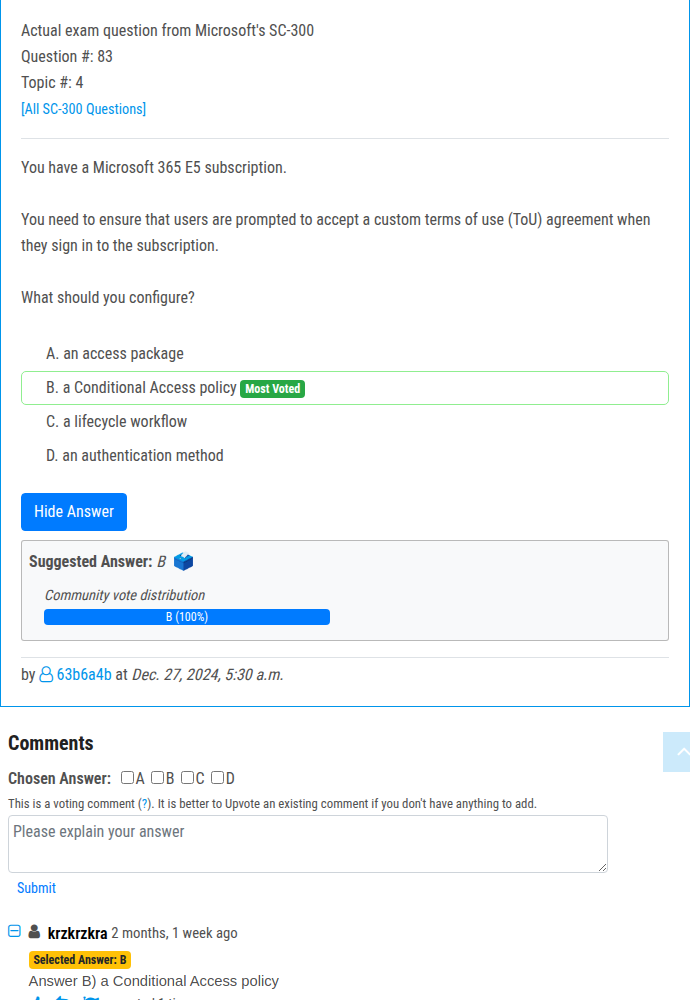 Actual exam question from Microsoft's SC-300
Question #: 83
Topic #: 4
[All SC-300 Questions]
You have a Microsoft 365 E5 subscription.
You need to ensure that users are prompted to accept a custom terms of use (ToU) agreement when
they sign in to the subscription.
What should you configure?
A. an access package
B. a Conditional Access policy Most Voted
C. a lifecycle workflow
D. an authentication method
Hide Answer
Suggested Answer: B
Community vote distribution
B (100%)
by 63b6a4b at Dec. 27, 2024, 5:30 a.m.
Comments
Chosen Answer: A B C D
This is a voting comment (?). It is better to Upvote an existing comment if you don't have anything to add.
Please explain your answer
Submit
krzkrzkra 2 months, 1 week ago
Selected Answer: B
Answer B) a Conditional Access policy